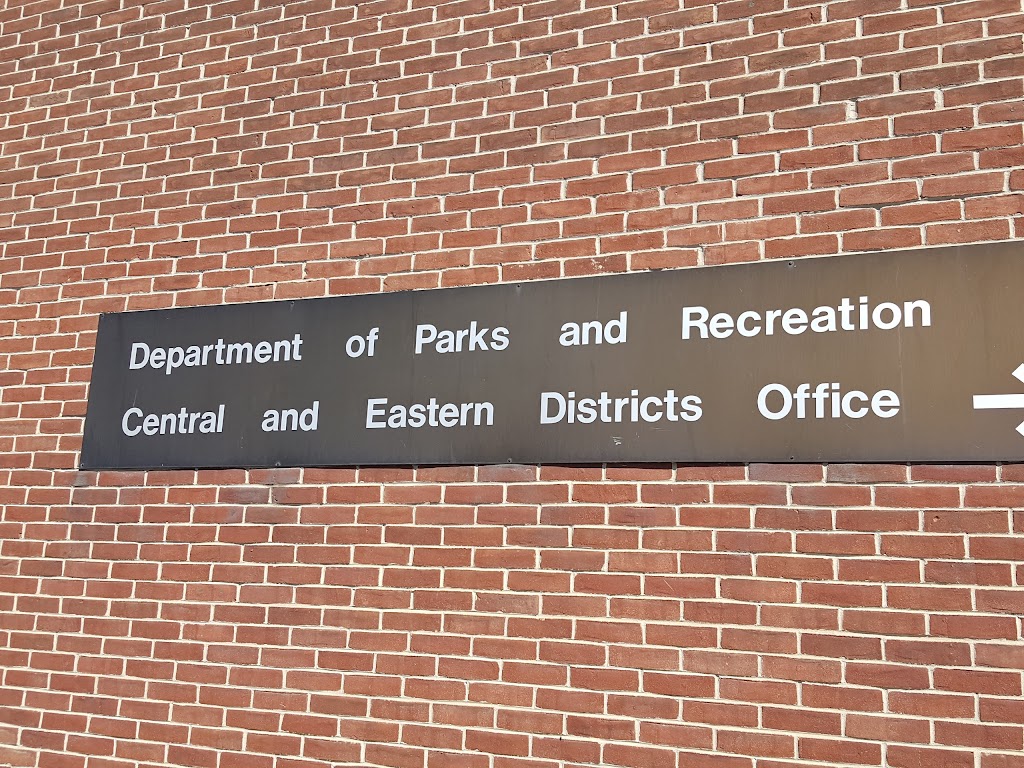 Department of Parks and Recreation
Central and Eastern Districts Office